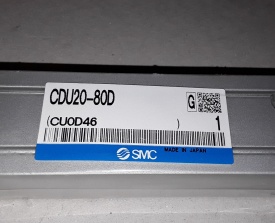 CDU20-80D
G
(CU0D46 )
1
SMC
MADE IN JAPAN